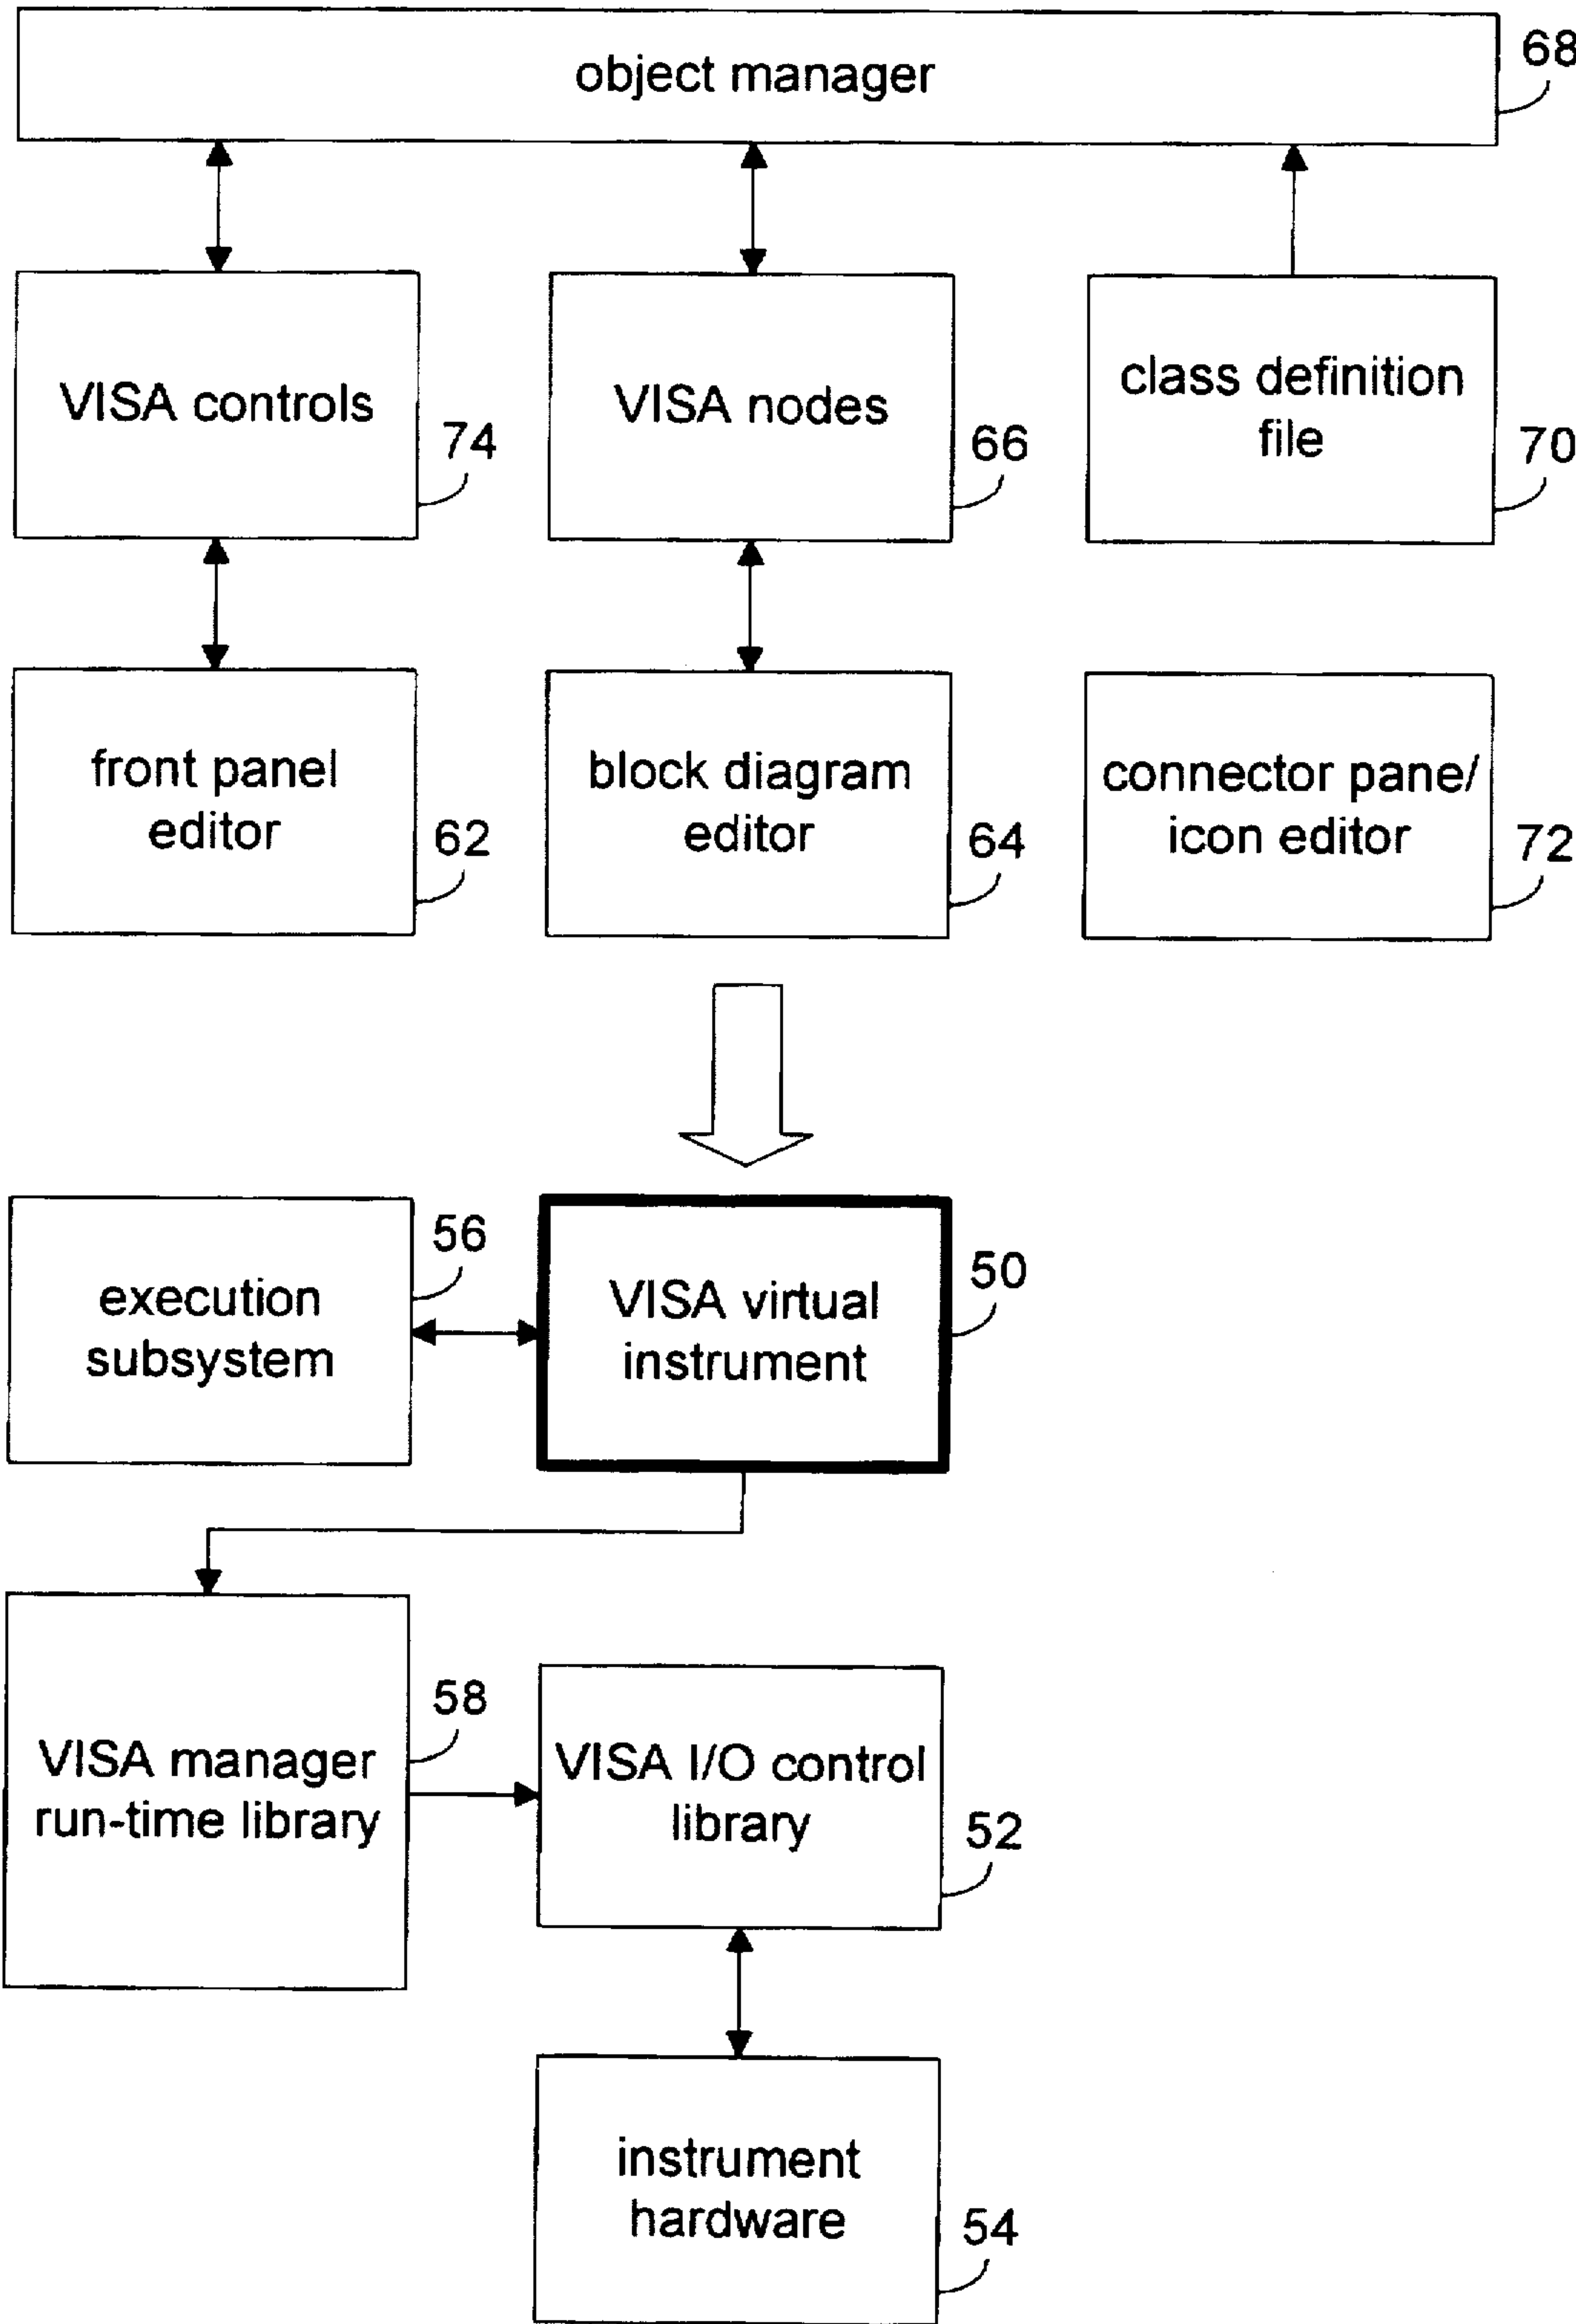 object manager
68
VISA controls
74
VISA nodes
66
class definition
file
70
front panel
editor
62
block diagram
editor
64
connector pane/
icon editor
72
execution
subsystem
56
VISA virtual
instrument
50
VISA manager
run-time library
58
VISA I/O control
library
52
instrument
hardware
54